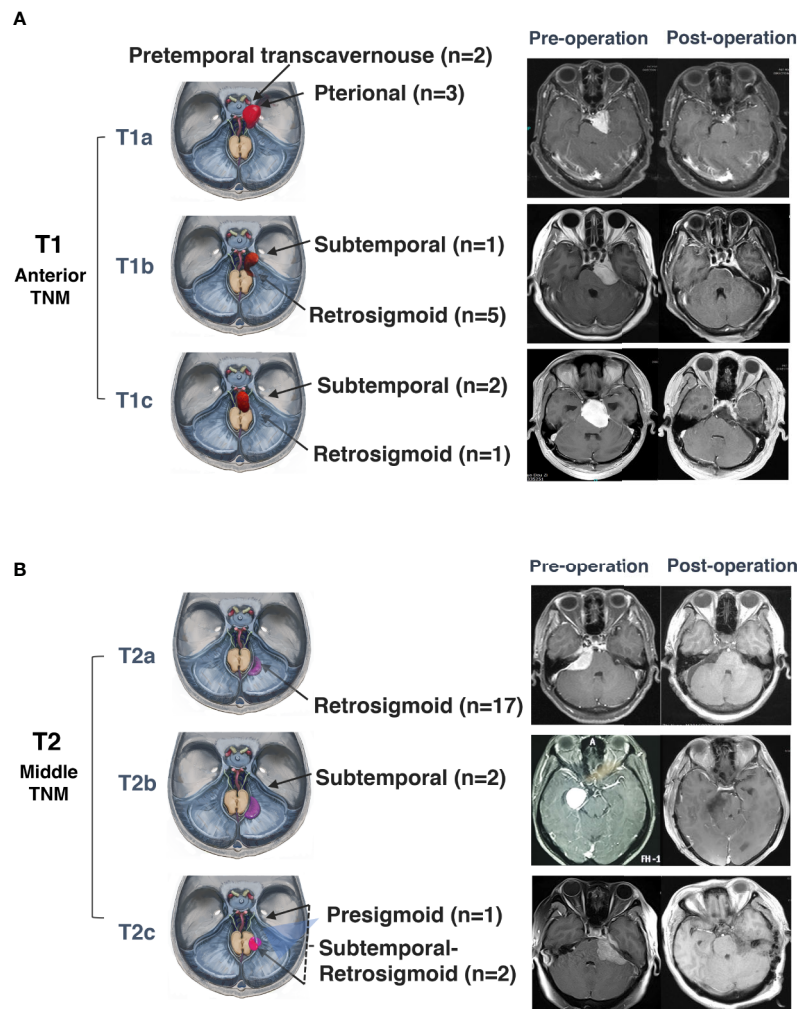 A
Pretemporal transcavernouse (n=2)
Pterional (n=3)
Pre-operation
Post-operation
T1a
T1
Anterior
TNM
T1b
Subtemporal (n=1)
Retrosigmoid (n=5)
T1c
Subtemporal (n=2)
Retrosigmoid (n=1)
B
Pre-operation
Post-operation
T2a
Retrosigmoid (n=17)
T2
Middle
TNM
T2b
Subtemporal (n=2)
A
FH -1
T2c
Presigmoid (n=1)
Subtemporal-
Retrosigmoid (n=2)